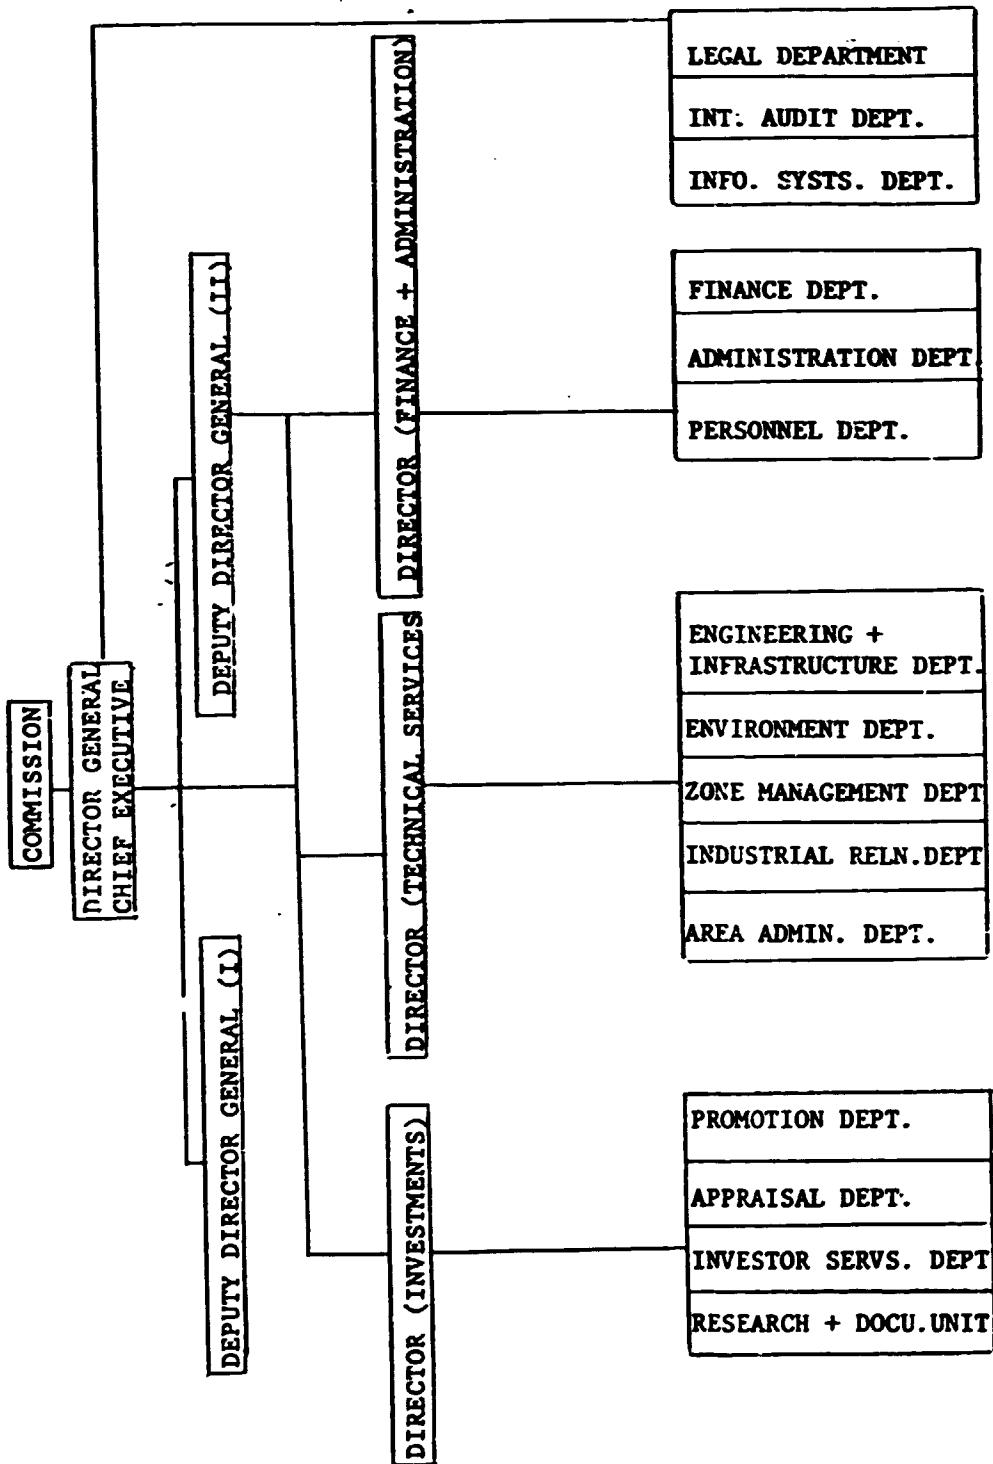 COMMISSION
DIRECTOR GENERAL
CHIEF EXECUTIVE
DEPUTY DIRECTOR GENERAL (I)
DEPUTY DIRECTOR GENERAL (II)
DIRECTOR (INVESTMENTS)
DIRECTOR (TECHNICAL SERVICES
DIRECTOR (FINANCE + ADMINISTRATION)
LEGAL DEPARTMENT
INT. AUDIT DEPT.
INFO. SYSTS. DEPT.
FINANCE DEPT.
ADMINISTRATION DEPT.
PERSONNEL DEPT.
ENGINEERING +
INFRASTRUCTURE DEPT.
ENVIRONMENT DEPT.
ZONE MANAGEMENT DEPT
INDUSTRIAL RELN.DEPT
AREA ADMIN. DEPT.
PROMOTION DEPT.
APPRAISAL DEPT.
INVESTOR SERVS. DEPT
RESEARCH + DOCU.UNIT